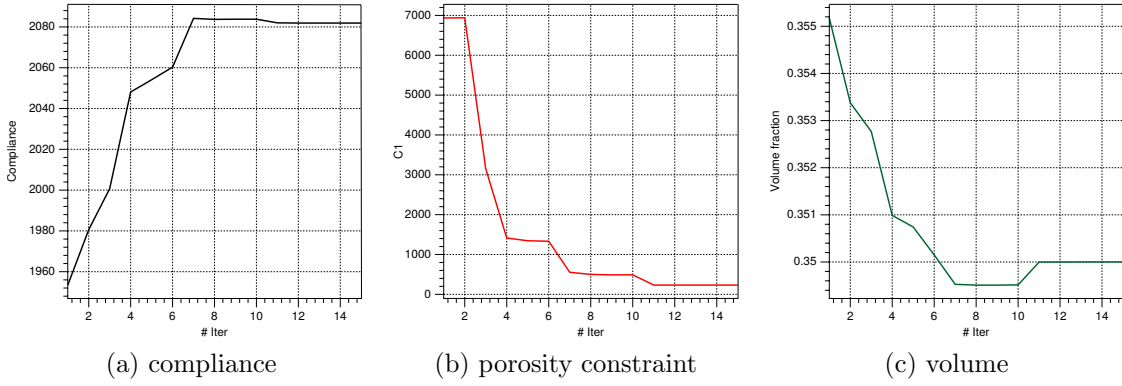 2080
2060
2040
2020
2000
1980
1960
Compliance
2 4 6 8 10 12 14
# Iter
(a) compliance
7000
6000
5000
4000
3000
2000
1000
0
C1
2 4 6 8 10 12 14
# Iter
(b) porosity constraint
0.355
0.354
0.353
0.352
0.351
0.35
Volume fraction
2 4 6 8 10 12 14
# Iter
(c) volume